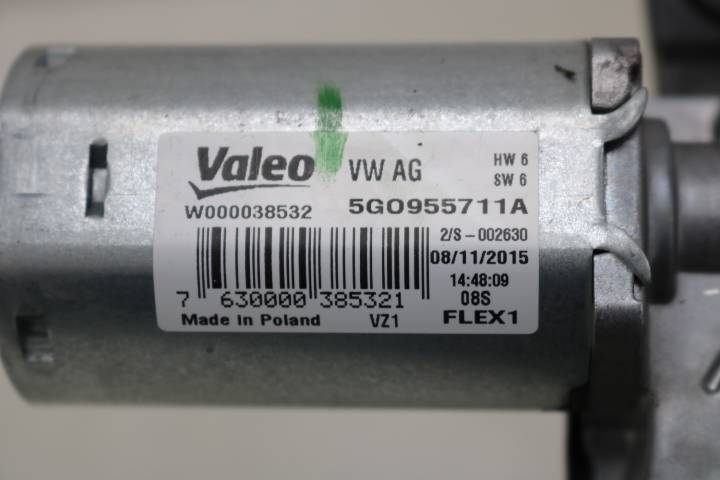 Valeo VW AG HW 6
SW 6
W000038532 5G0955711A
2/S-002630
08/11/2015
14:48:09
7 630000 385321 08S
Made in Poland VZ1 FLEX1